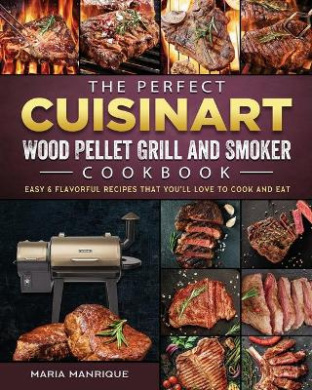 THE PERFECT
CUISINART
WOOD PELLET GRILL AND SMOKER
COOKBOOK
EASY & FLAVORFUL RECIPES THAT YOU'LL LOVE TO COOK AND EAT
MARIA MANRIQUE